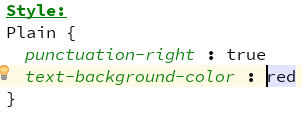 Style:
Plain {
  punctuation-right : true
  text-background-color : red
}